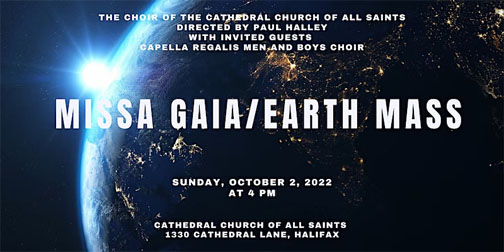 THE CHOIR OF THE CATHEDRAL CHURCH OF ALL SAINTS
DIRECTED BY PAUL HALLEY
WITH INVITED GUESTS
CAPELLA REGALIS MEN AND BOYS CHOIR
MISSA GAIA/EARTH MASS
SUNDAY, OCTOBER 2, 2022
AT 4 PM
CATHEDRAL CHURCH OF ALL SAINTS
1330 CATHEDRAL LANE, HALIFAX